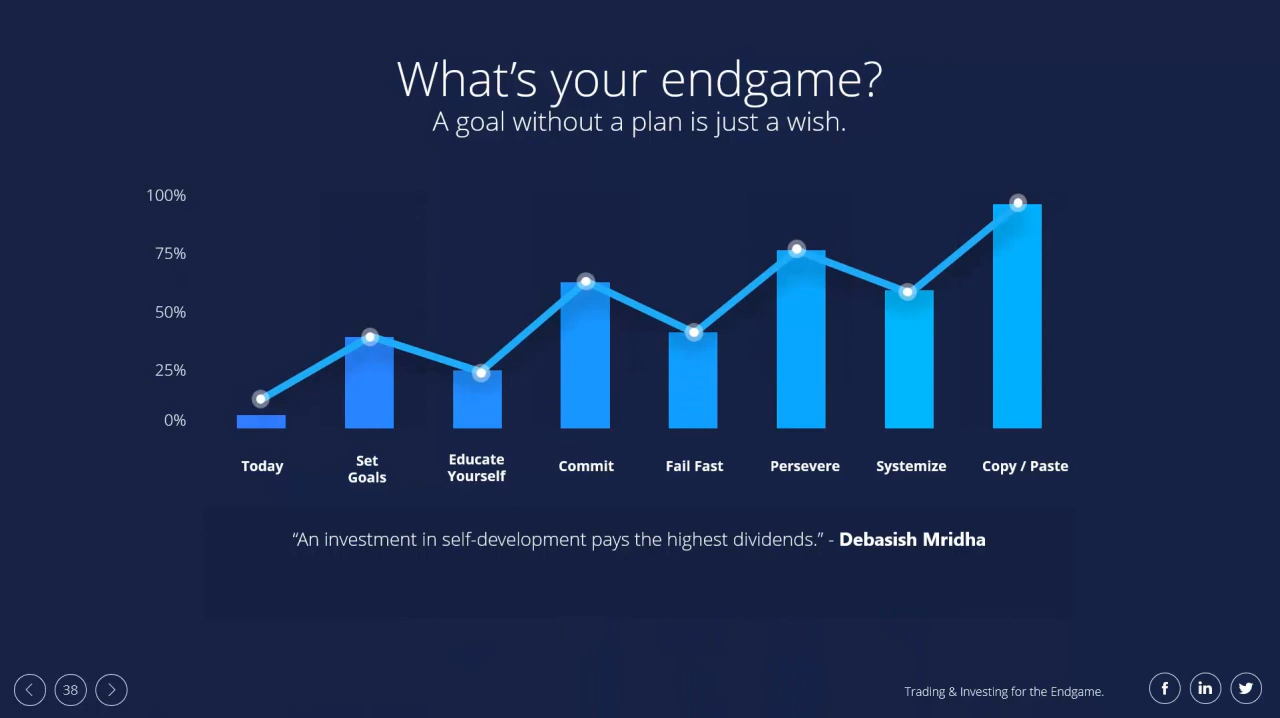 What’s your endgame?
A goal without a plan is just a wish.
100%
75%
50%
25%
0%
Today
Set
Goals
Educate
Yourself
Commit
Fail Fast
Persevere
Systemize
Copy / Paste
“An investment in self-development pays the highest dividends.” - Debasish Mridha
38
Trading & Investing for the Endgame.
f
in